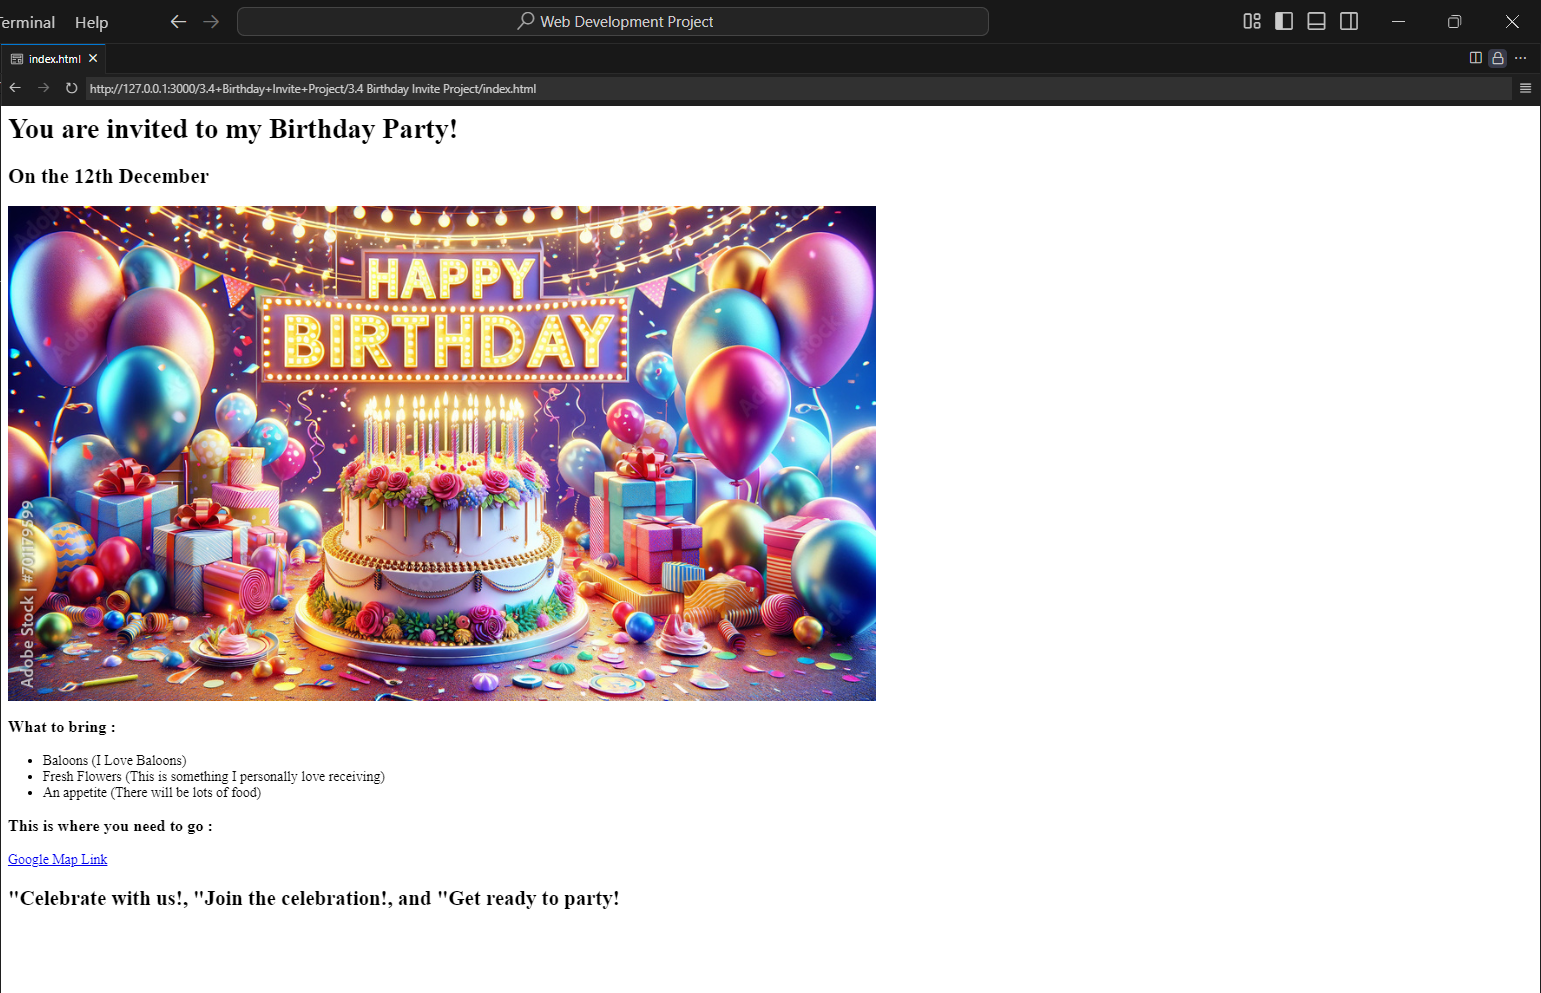 Terminal Help
Web Development Project
index.html
http://127.0.0.1:3000/3.4+Birthday+Invite+Project/3.4 Birthday Invite Project/index.html
You are invited to my Birthday Party!
On the 12th December
HAPPY
BIRTHDAY
Adobe Stock | #701179599
What to bring :
Baloons (I Love Baloons)
Fresh Flowers (This is something I personally love receiving)
An appetite (There will be lots of food)
This is where you need to go :
Google Map Link
"Celebrate with us!, "Join the celebration!, and "Get ready to party!